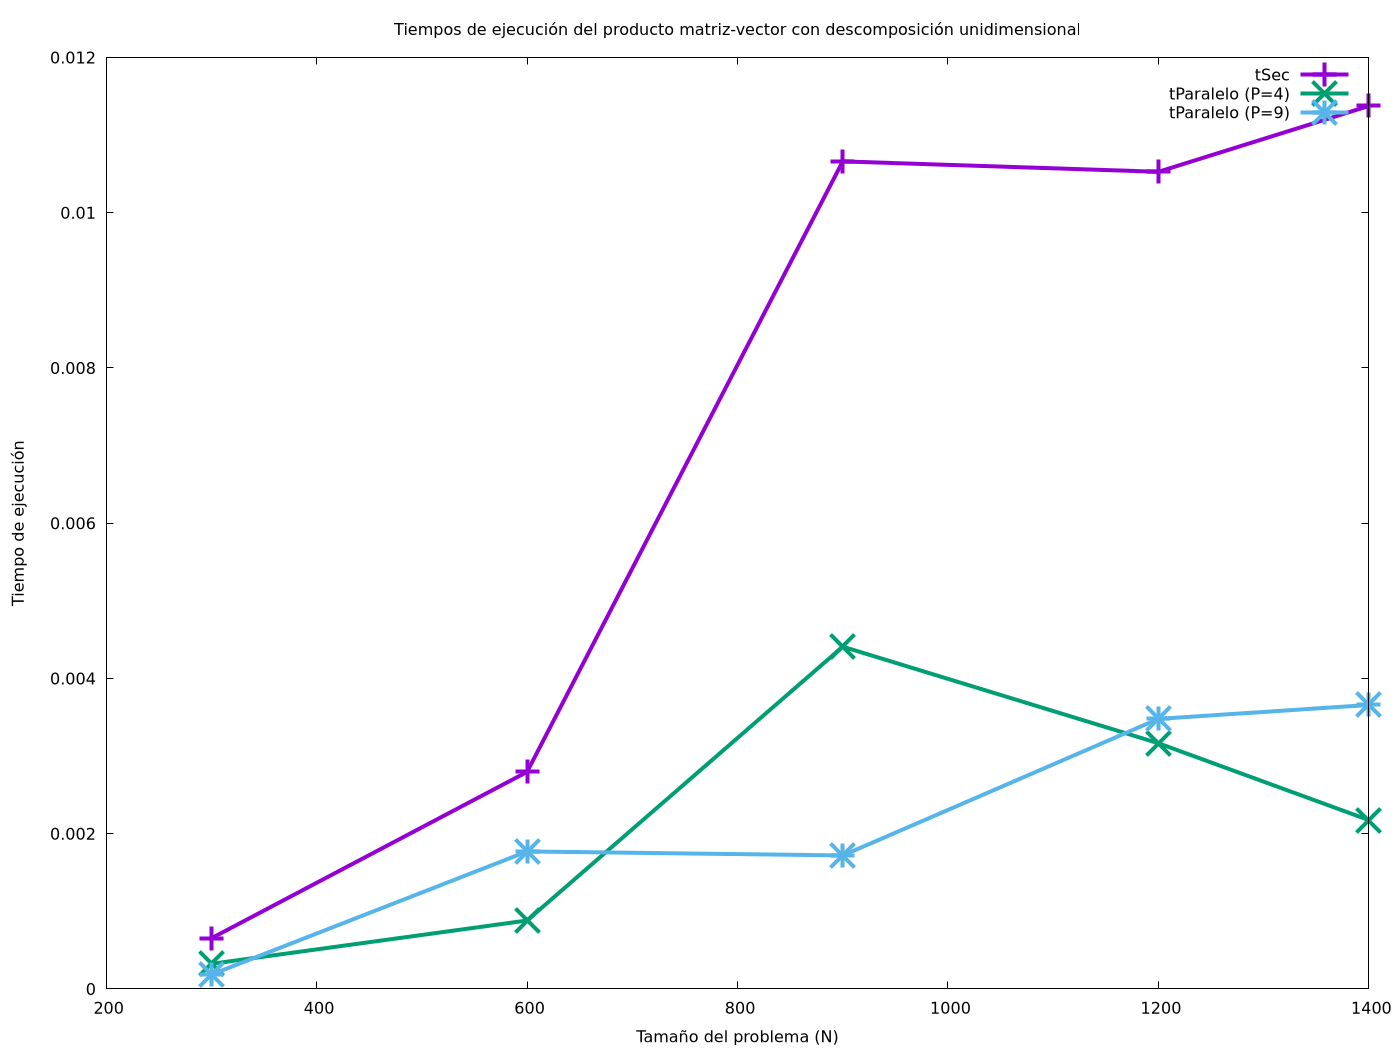 Tiempos de ejecución del producto matriz-vector con descomposición unidimensional
0.012
0.01
0.008
0.006
0.004
0.002
0
Tiempo de ejecución
tSec
tParalelo (P=4)
tParalelo (P=9)
200 400 600 800 1000 1200 1400
Tamaño del problema (N)